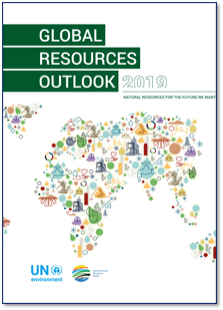 GLOBAL
RESOURCES
OUTLOOK 2019
NATURAL RESOURCES FOR THE FUTURE WE WANT
UN
environment